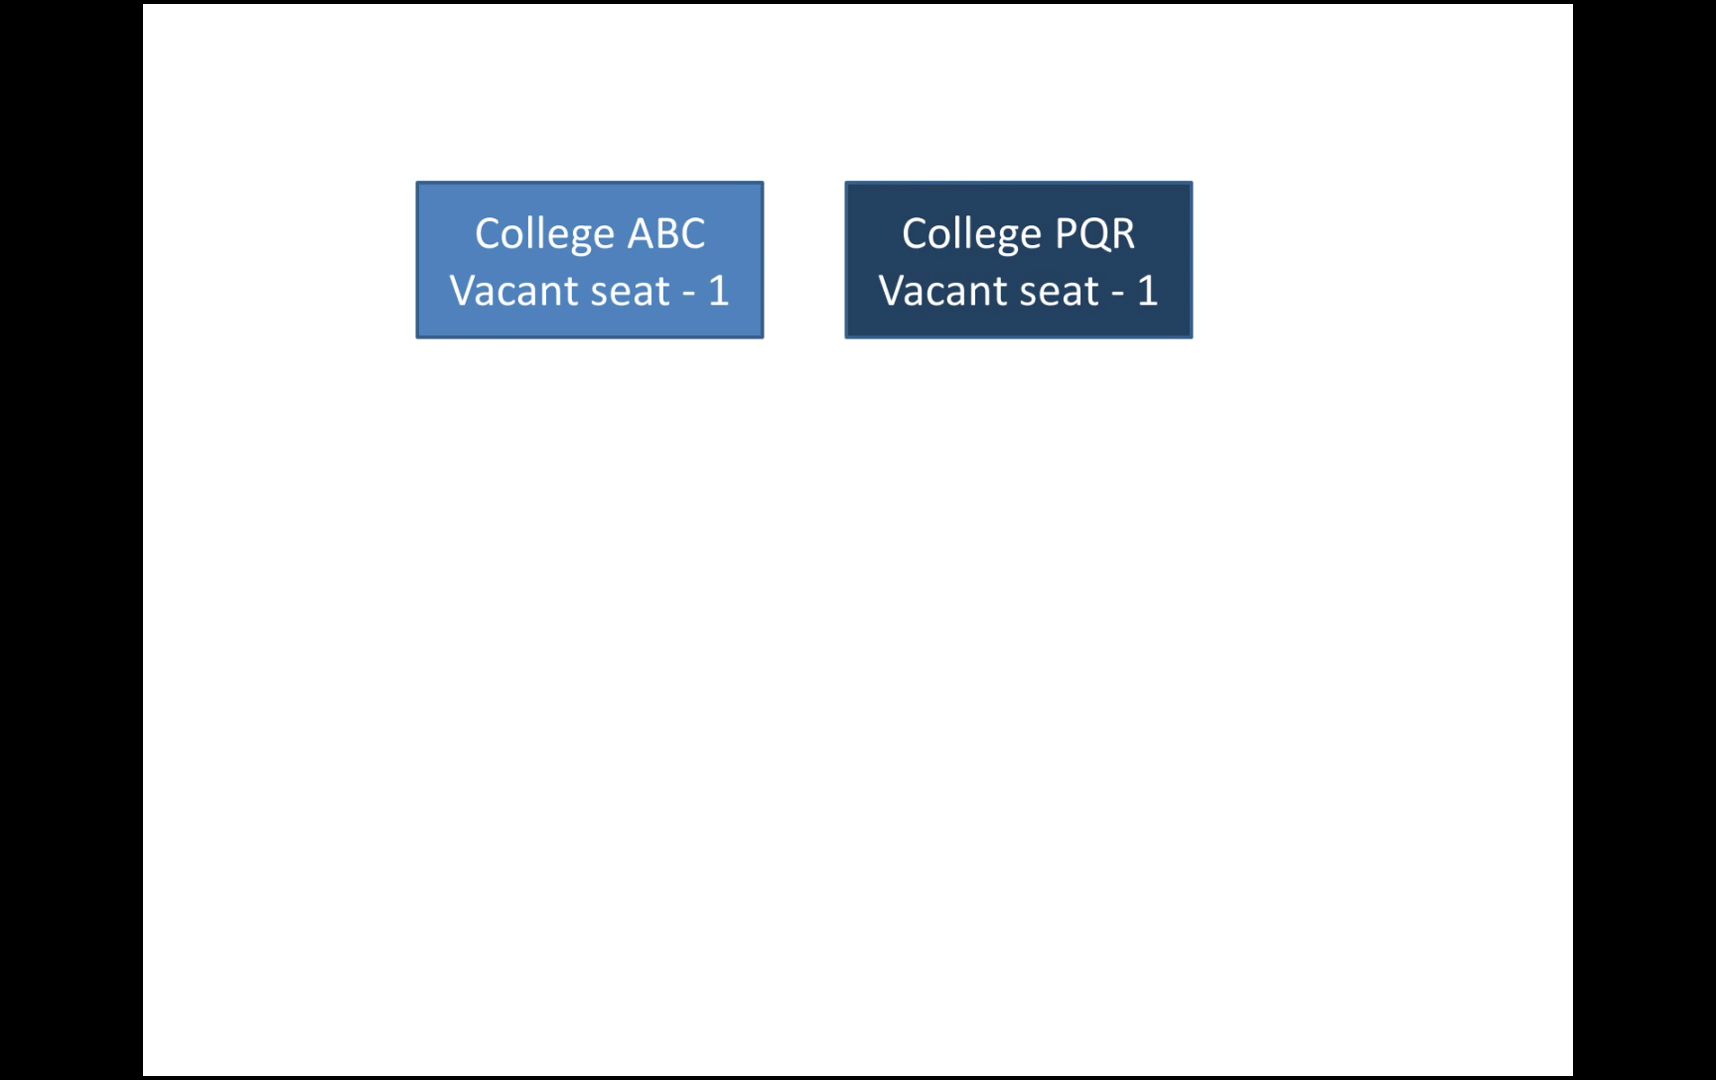 College ABC
Vacant seat - 1
College PQR
Vacant seat - 1